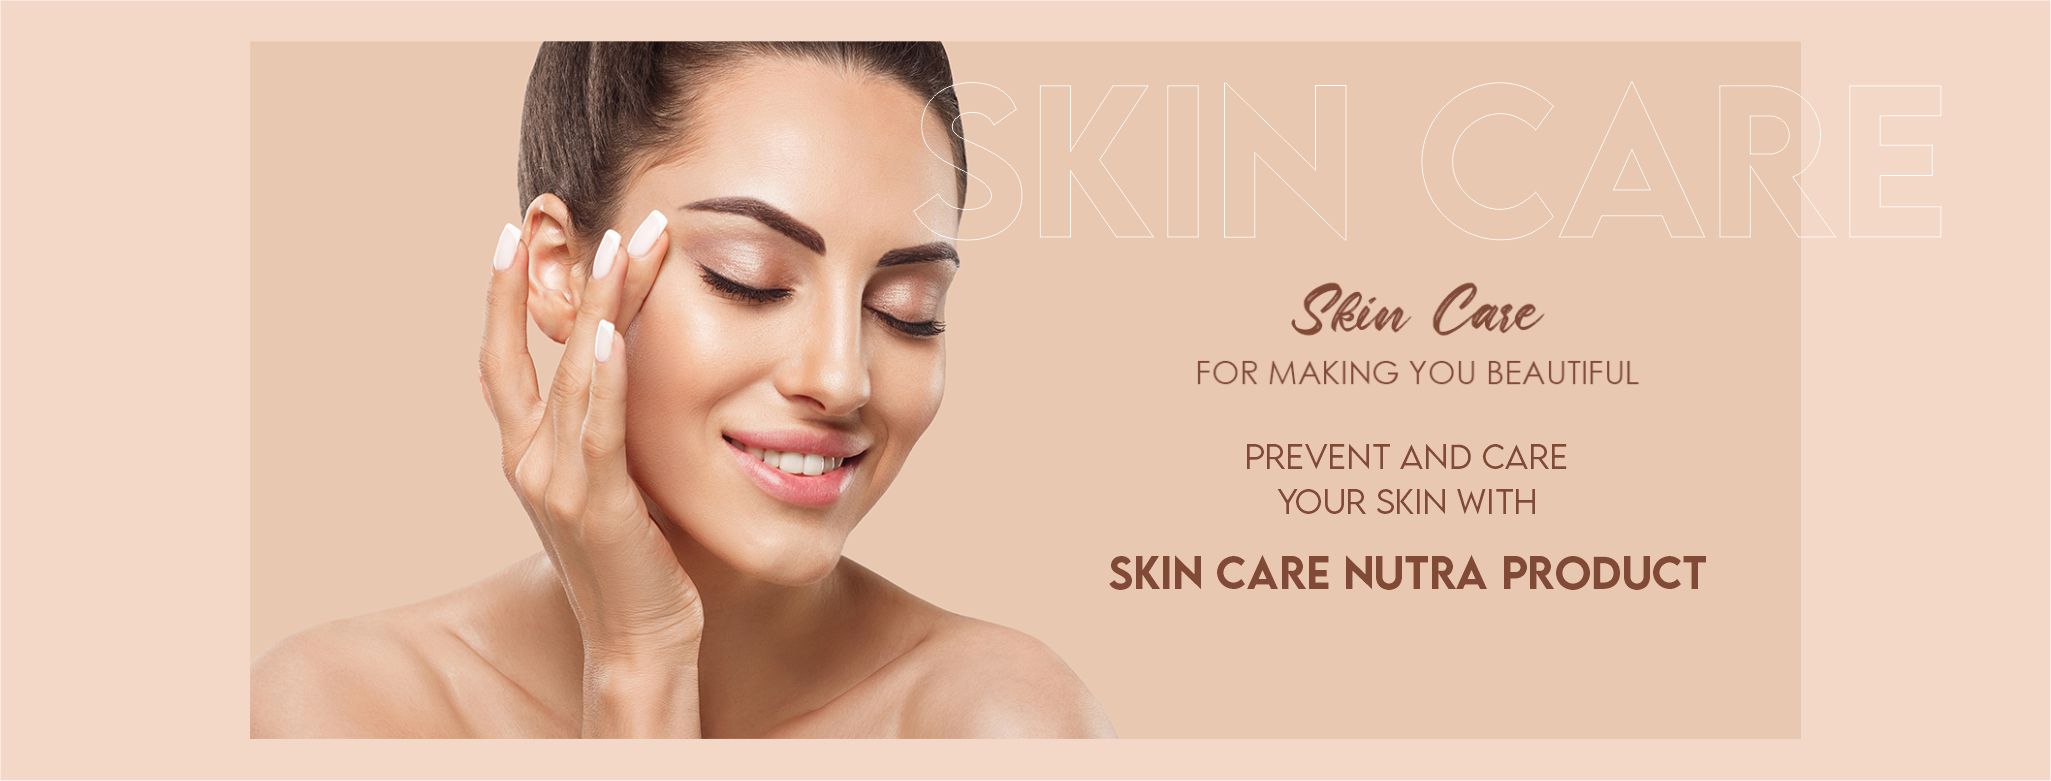 SKIN CARE
Skin Care
FOR MAKING YOU BEAUTIFUL
PREVENT AND CARE
YOUR SKIN WITH
SKIN CARE NUTRA PRODUCT